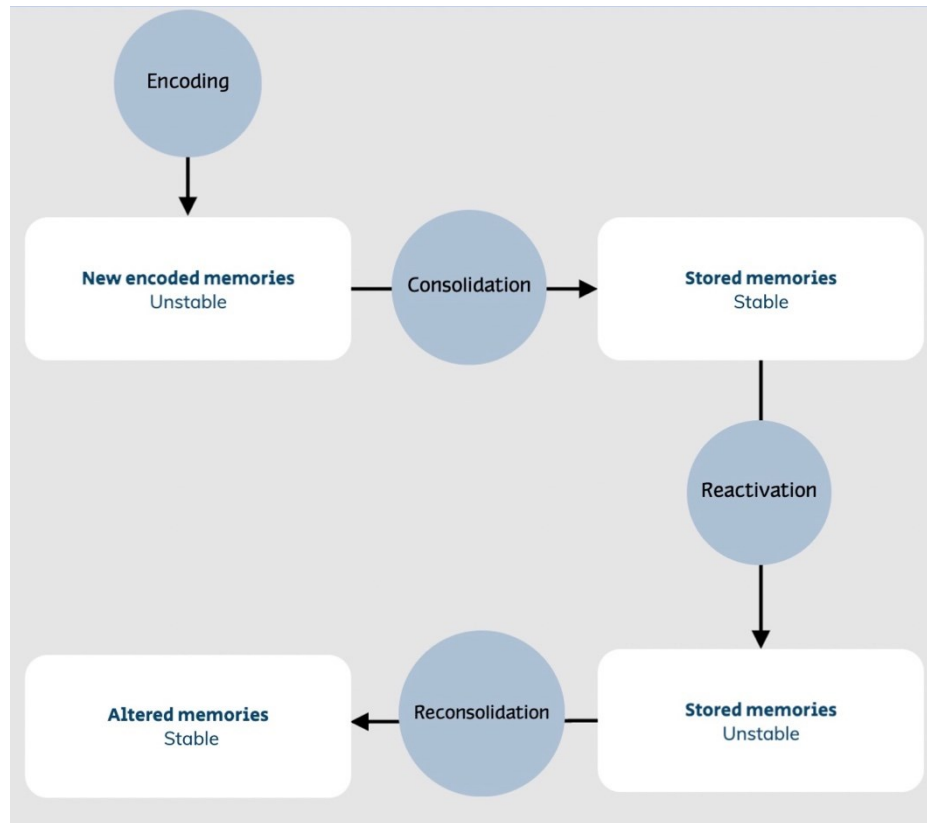 Encoding
New encoded memories
Unstable
Consolidation
Stored memories
Stable
Reactivation
Stored memories
Unstable
Reconsolidation
Altered memories
Stable